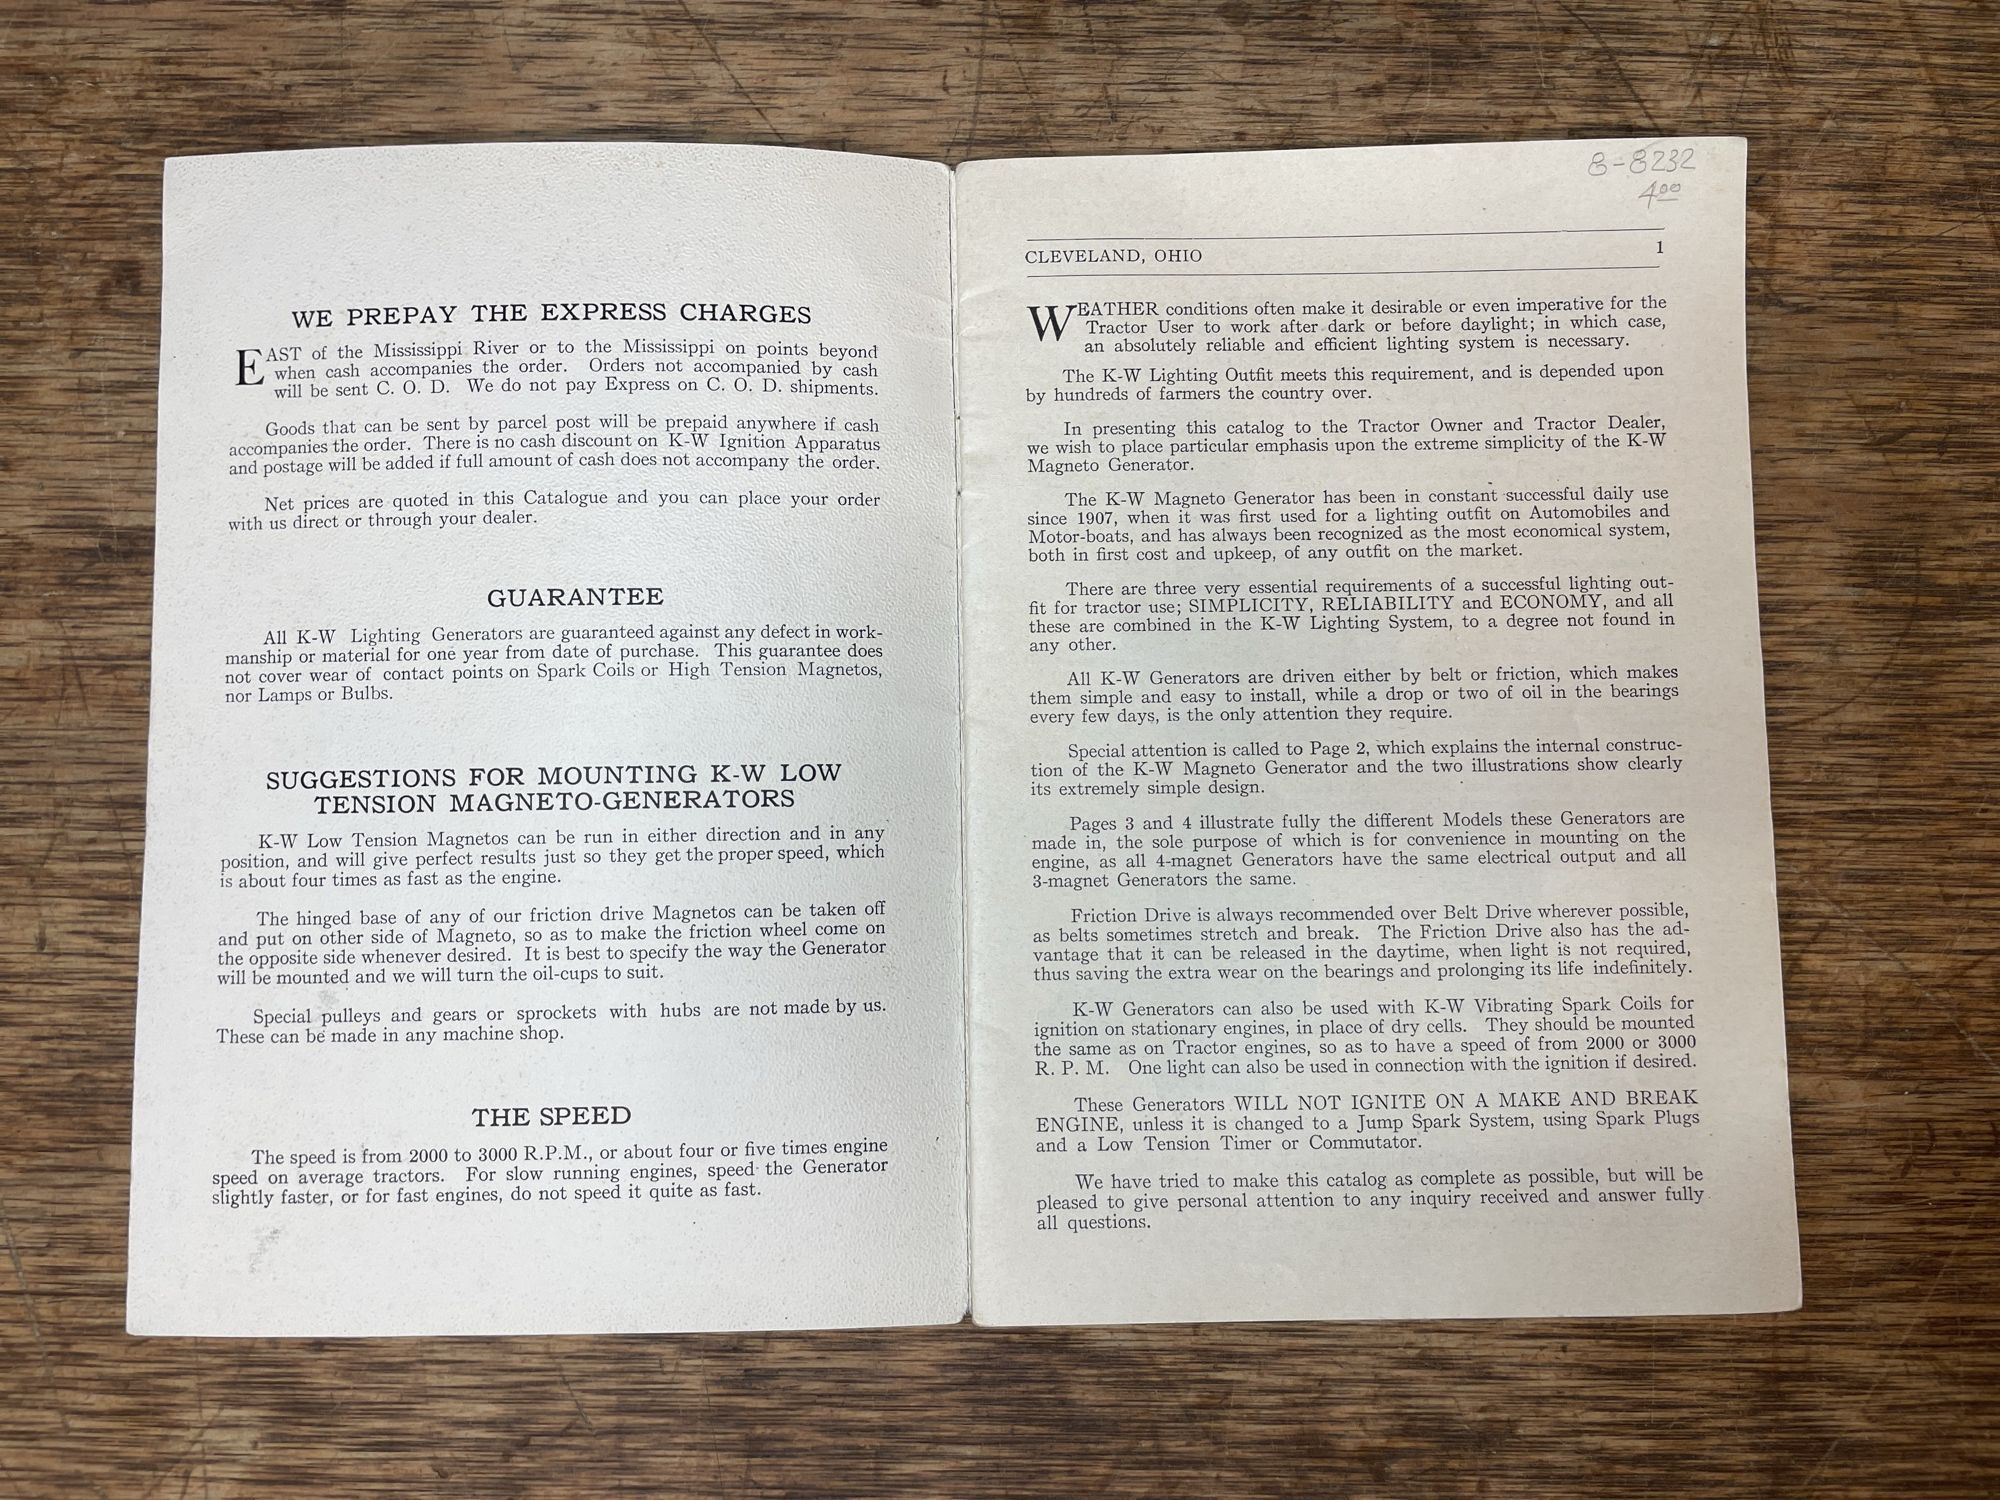 WE PREPAY THE EXPRESS CHARGES
EAST of the Mississippi River or to the Mississippi on points beyond
when cash accompanies the order. Orders not accompanied by cash
will be sent C. O. D. We do not pay Express on C. O. D. shipments.
Goods that can be sent by parcel post will be prepaid anywhere if cash
accompanies the order. There is no cash discount on K-W Ignition Apparatus
and postage will be added if full amount of cash does not accompany the order.
Net prices are quoted in this Catalogue and you can place your order
with us direct or through your dealer.
GUARANTEE
All K-W Lighting Generators are guaranteed against any defect in work-
manship or material for one year from date of purchase. This guarantee does
not cover wear of contact points on Spark Coils or High Tension Magnetos,
nor Lamps or Bulbs.
SUGGESTIONS FOR MOUNTING K-W LOW
TENSION MAGNETO-GENERATORS
K-W Low Tension Magnetos can be run in either direction and in any
position, and will give perfect results just so they get the proper speed, which
is about four times as fast as the engine.
The hinged base of any of our friction drive Magnetos can be taken off
and put on other side of Magneto, so as to make the friction wheel come on
the opposite side whenever desired. It is best to specify the way the Generator
will be mounted and we will turn the oil-cups to suit.
Special pulleys and gears or sprockets with hubs are not made by us.
These can be made in any machine shop.
THE SPEED
The speed is from 2000 to 3000 R.P.M., or about four or five times engine
speed on average tractors. For slow running engines, speed the Generator
slightly faster, or for fast engines, do not speed it quite as fast.
8-8232
4.00
CLEVELAND, OHIO 1
WEATHER conditions often make it desirable or even imperative for the
Tractor User to work after dark or before daylight; in which case,
an absolutely reliable and efficient lighting system is necessary.
The K-W Lighting Outfit meets this requirement, and is depended upon
by hundreds of farmers the country over.
In presenting this catalog to the Tractor Owner and Tractor Dealer,
we wish to place particular emphasis upon the extreme simplicity of the K-W
Magneto Generator.
The K-W Magneto Generator has been in constant successful daily use
since 1907, when it was first used for a lighting outfit on Automobiles and
Motor-boats, and has always been recognized as the most economical system,
both in first cost and upkeep, of any outfit on the market.
There are three very essential requirements of a successful lighting out-
fit for tractor use; SIMPLICITY, RELIABILITY and ECONOMY, and all
these are combined in the K-W Lighting System, to a degree not found in
any other.
All K-W Generators are driven either by belt or friction, which makes
them simple and easy to install, while a drop or two of oil in the bearings
every few days, is the only attention they require.
Special attention is called to Page 2, which explains the internal construc-
tion of the K-W Magneto Generator and the two illustrations show clearly
its extremely simple design.
Pages 3 and 4 illustrate fully the different Models these Generators are
made in, the sole purpose of which is for convenience in mounting on the
engine, as all 4-magnet Generators have the same electrical output and all
3-magnet Generators the same.
Friction Drive is always recommended over Belt Drive wherever possible,
as belts sometimes stretch and break. The Friction Drive also has the ad-
vantage that it can be released in the daytime, when light is not required,
thus saving the extra wear on the bearings and prolonging its life indefinitely.
K-W Generators can also be used with K-W Vibrating Spark Coils for
ignition on stationary engines, in place of dry cells. They should be mounted
the same as on Tractor engines, so as to have a speed of from 2000 or 3000
R. P. M. One light can also be used in connection with the ignition if desired.
These Generators WILL NOT IGNITE ON A MAKE AND BREAK
ENGINE, unless it is changed to a Jump Spark System, using Spark Plugs
and a Low Tension Timer or Commutator.
We have tried to make this catalog as complete as possible, but will be
pleased to give personal attention to any inquiry received and answer fully
all questions.